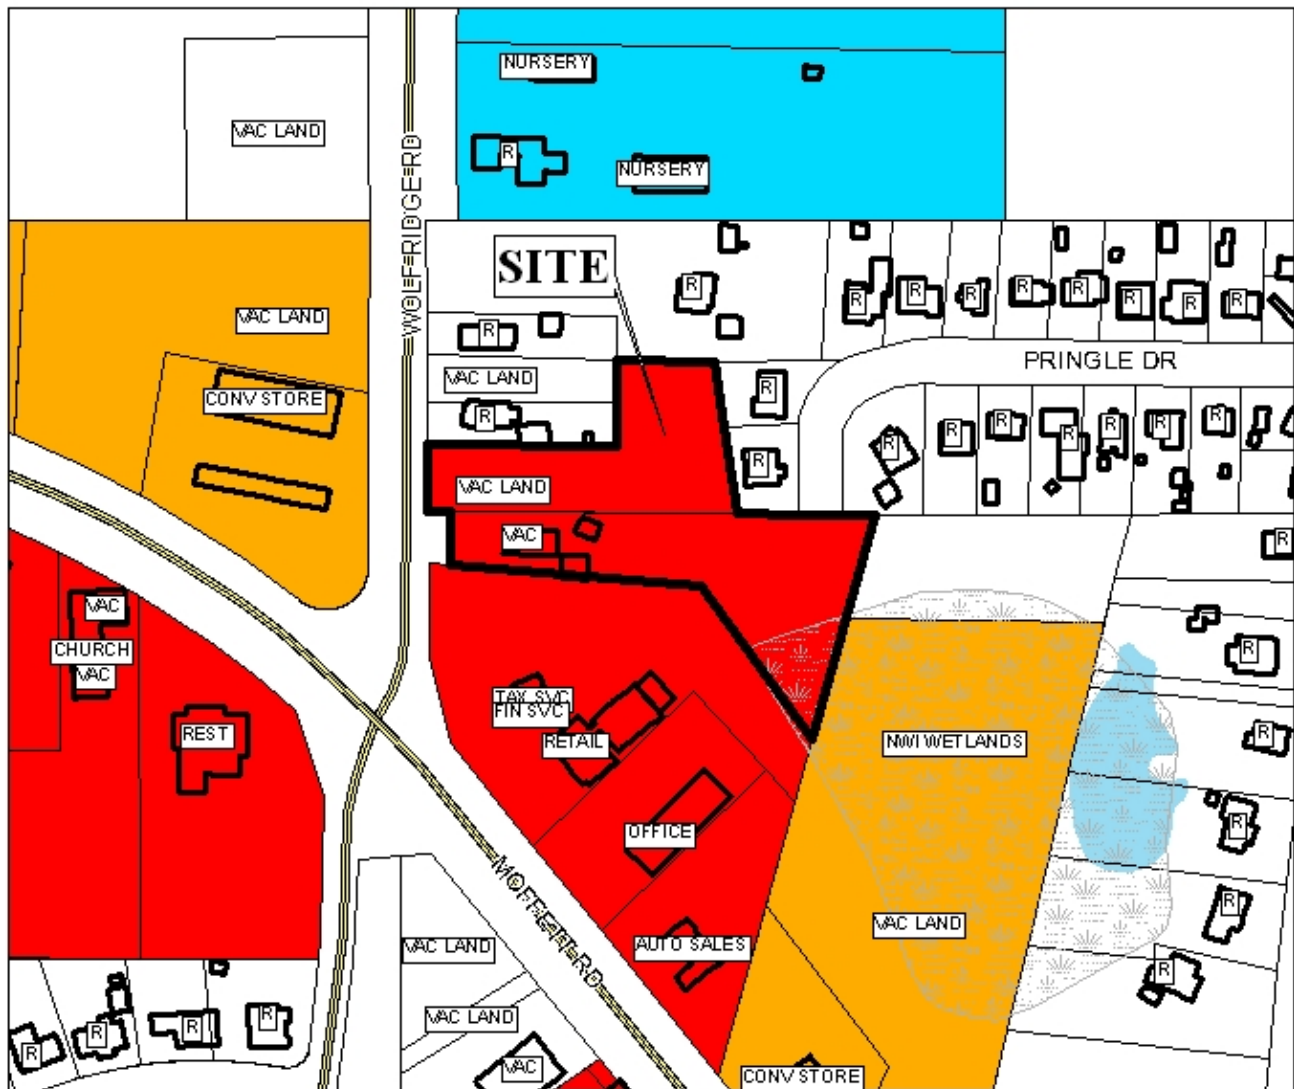 NURSERY
VAC LAND
R
NURSERY
WOLF RIDGE RD
SITE
R
R
R
R
R
R
R
R
R
VAC LAND
R
PRINGLE DR
VAC LAND
R
CONV STORE
R
R
R
R
R
R
R
R
R
VAC LAND
VAC
R
VAC
CHURCH
VAC
R
TAX SVC
FIN SVC
REST
RETAIL
NWI WETLANDS
R
OFFICE
R
R
VAC LAND
MOFFETT RD
VAC LAND
AUTO SALES
R
VAC LAND
R
R
R
R
VAC
CONV STORE